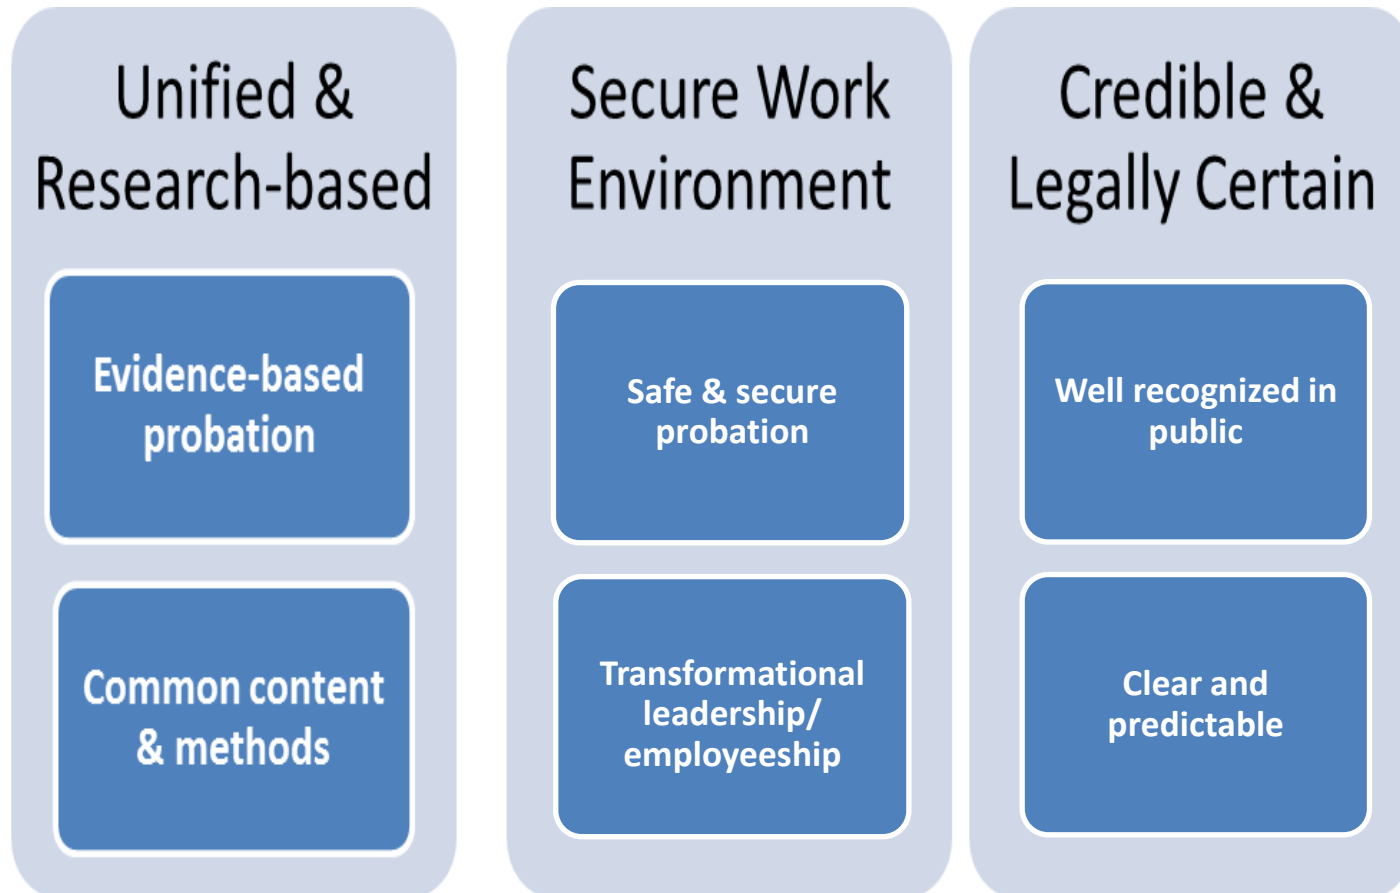 Unified &
Research-based
Evidence-based
probation
Common content
& methods
Secure Work
Environment
Safe & secure
probation
Transformational
leadership/
employeeship
Credible &
Legally Certain
Well recognized in
public
Clear and
predictable